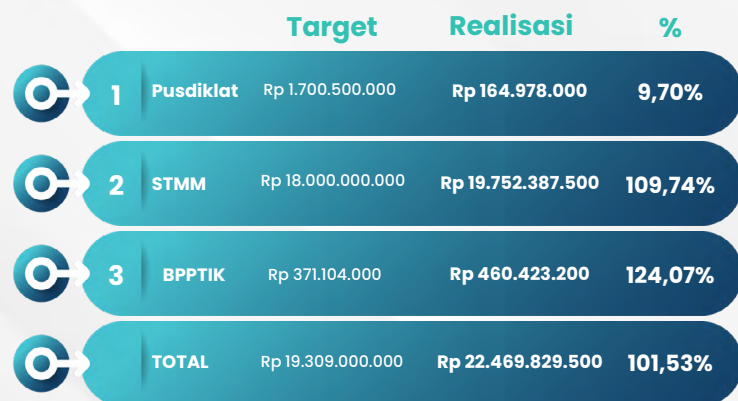 Target Realisasi %
1 Pusdiklat Rp 1.700.500.000 Rp 164.978.000 9,70%
2 STMM Rp 18.000.000.000 Rp 19.752.387.500 109,74%
3 BPPTIK Rp 371.104.000 Rp 460.423.200 124,07%
TOTAL Rp 19.309.000.000 Rp 22.469.829.500 101,53%